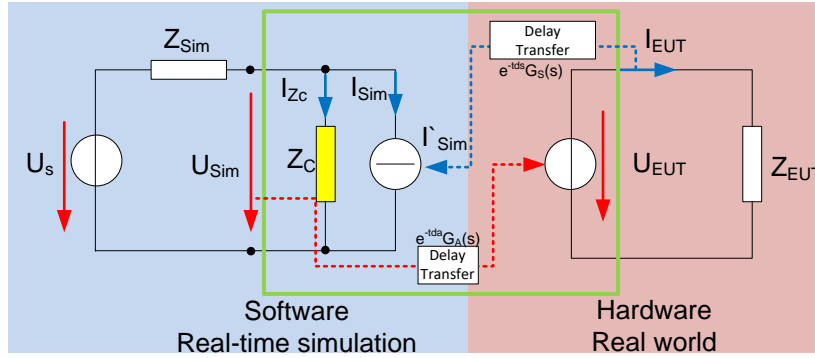 Z_Sim
Delay
Transfer
e^-tds G_S(s)
I_EUT
I_Zc
I_Sim
I`_Sim
U_s
U_Sim
Z_C
U_EUT
Z_EUT
e^-tda G_A(s)
Delay
Transfer
Software
Real-time simulation
Hardware
Real world